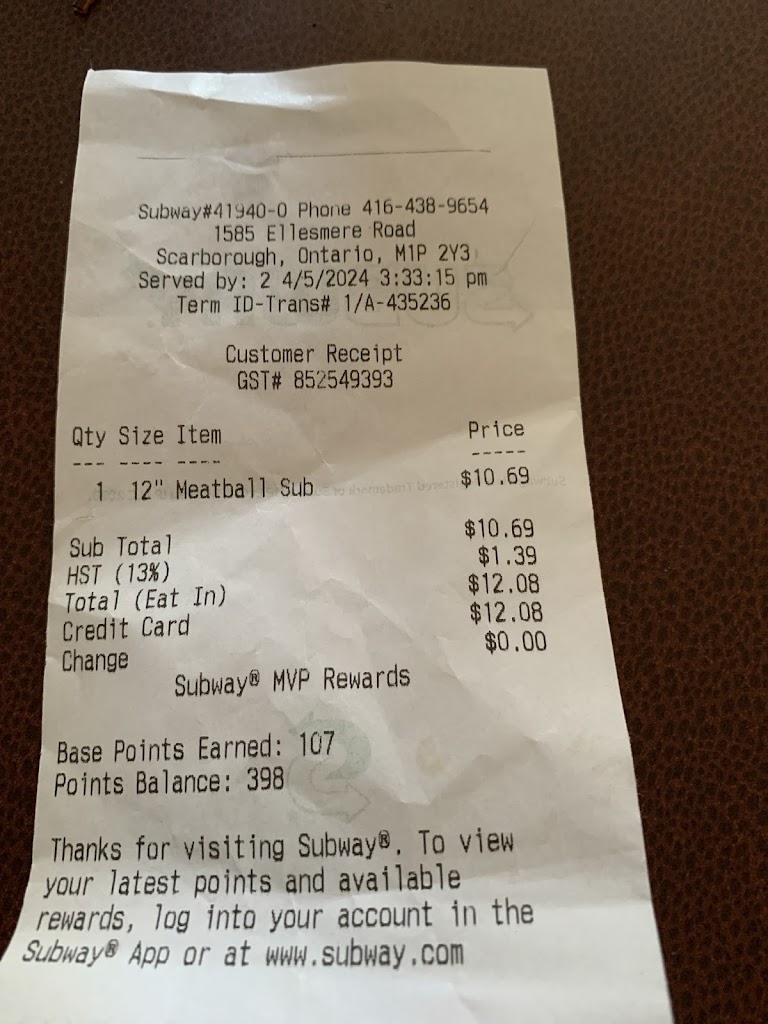 Subway#41940-0 Phone 416-438-9654
1585 Ellesmere Road
Scarborough, Ontario, M1P 2Y3
Served by: 2 4/5/2024 3:33:15 pm
Term ID-Trans# 1/A-435236
Customer Receipt
GST# 852549393
Qty Size Item Price
--- ---- ---- -----
1 12" Meatball Sub $10.69
Sub Total $10.69
HST (13%) $1.39
Total (Eat In) $12.08
Credit Card $12.08
Change $0.00
Subway® MVP Rewards
Base Points Earned: 107
Points Balance: 398
Thanks for visiting Subway®. To view
your latest points and available
rewards, log into your account in the
Subway® App or at www.subway.com